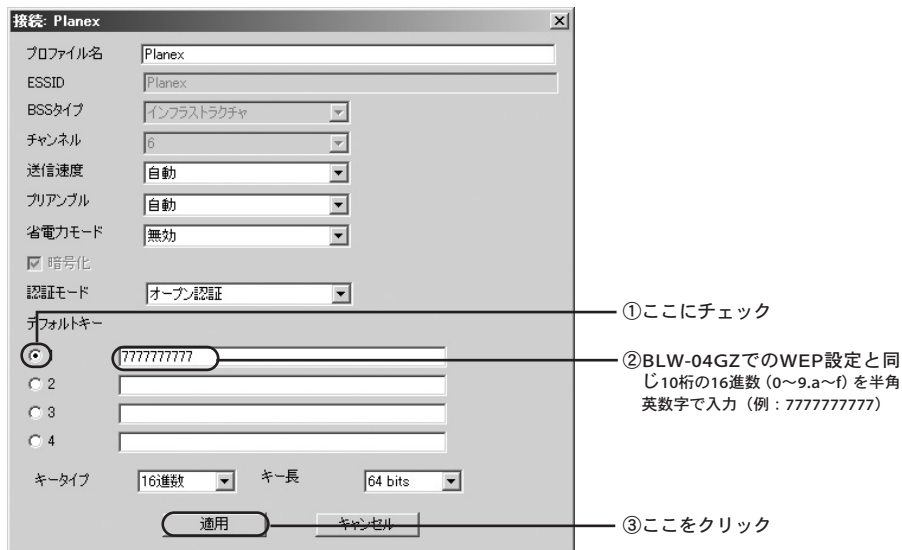 接続: Planex
プロファイル名 Planex
ESSID Planex
BSSタイプ インフラストラクチャ
チャンネル 6
送信速度 自動
プリアンブル 自動
省電力モード 無効
暗号化
認証モード オープン認証
デフォルトキー
①ここにチェック
7777777777
②BLW-04GZでのWEP設定と同
じ10桁の16進数（0～9.a～f）を半角
英数字で入力（例：7777777777）
2
3
4
キータイプ 16進数 キー長 64 bits
適用 キャンセル
③ここをクリック